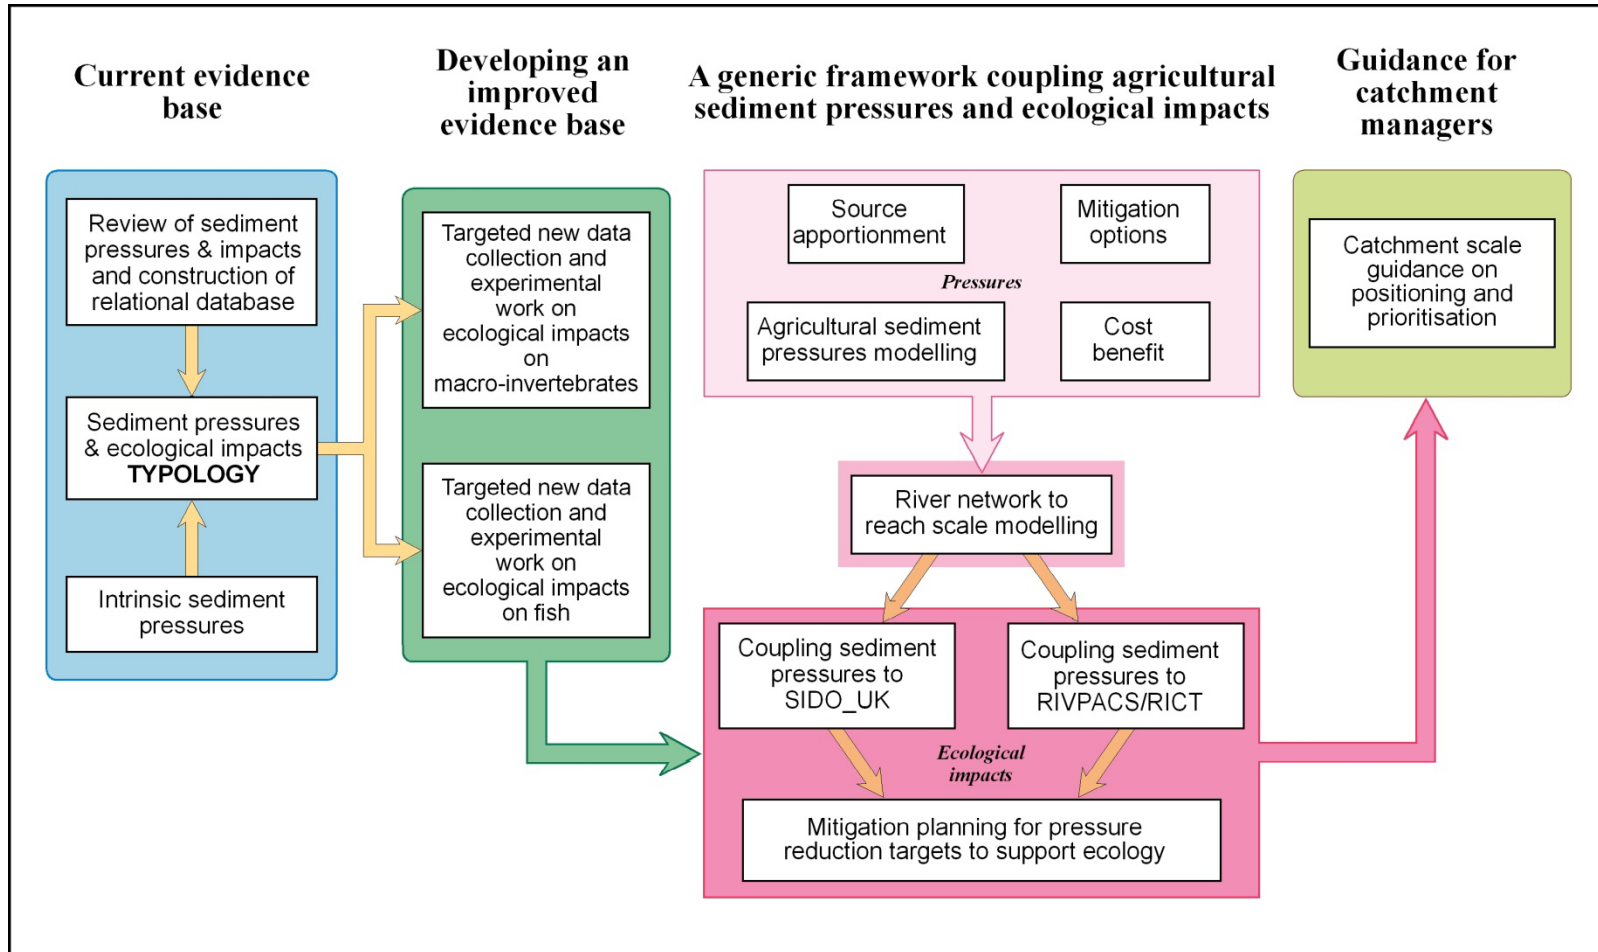 Current evidence
base
Review of sediment
pressures & impacts
and construction of
relational database
Sediment pressures
& ecological impacts
TYPOLOGY
Intrinsic sediment
pressures
Developing an
improved
evidence base
Targeted new data
collection and
experimental
work on
ecological impacts
on
macro-invertebrates
Targeted new data
collection and
experimental
work on
ecological impacts
on fish
A generic framework coupling agricultural
sediment pressures and ecological impacts
Source
apportionment
Mitigation
options
Pressures
Agricultural sediment
pressures modelling
Cost
benefit
River network to
reach scale modelling
Coupling sediment
pressures to
SIDO_UK
Coupling sediment
pressures to
RIVPACS/RICT
Ecological
impacts
Mitigation planning for pressure
reduction targets to support ecology
Guidance for
catchment
managers
Catchment scale
guidance on
positioning and
prioritisation